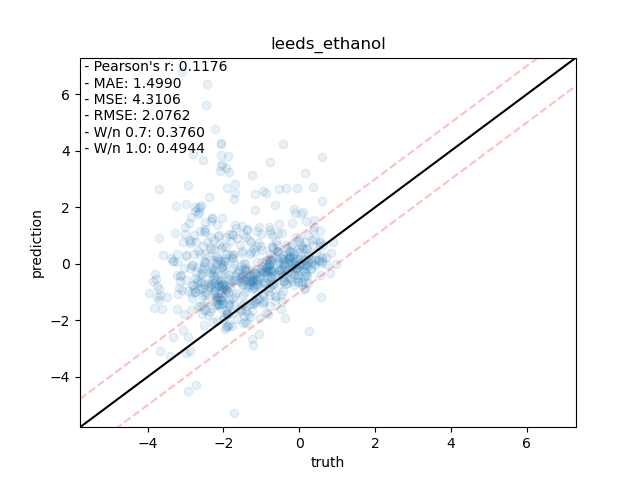 leeds_ethanol
- Pearson's r: 0.1176
- MAE: 1.4990
- MSE: 4.3106
- RMSE: 2.0762
- W/n 0.7: 0.3760
- W/n 1.0: 0.4944
6
4
2
0
−2
−4
prediction
−4 −2 0 2 4 6
truth